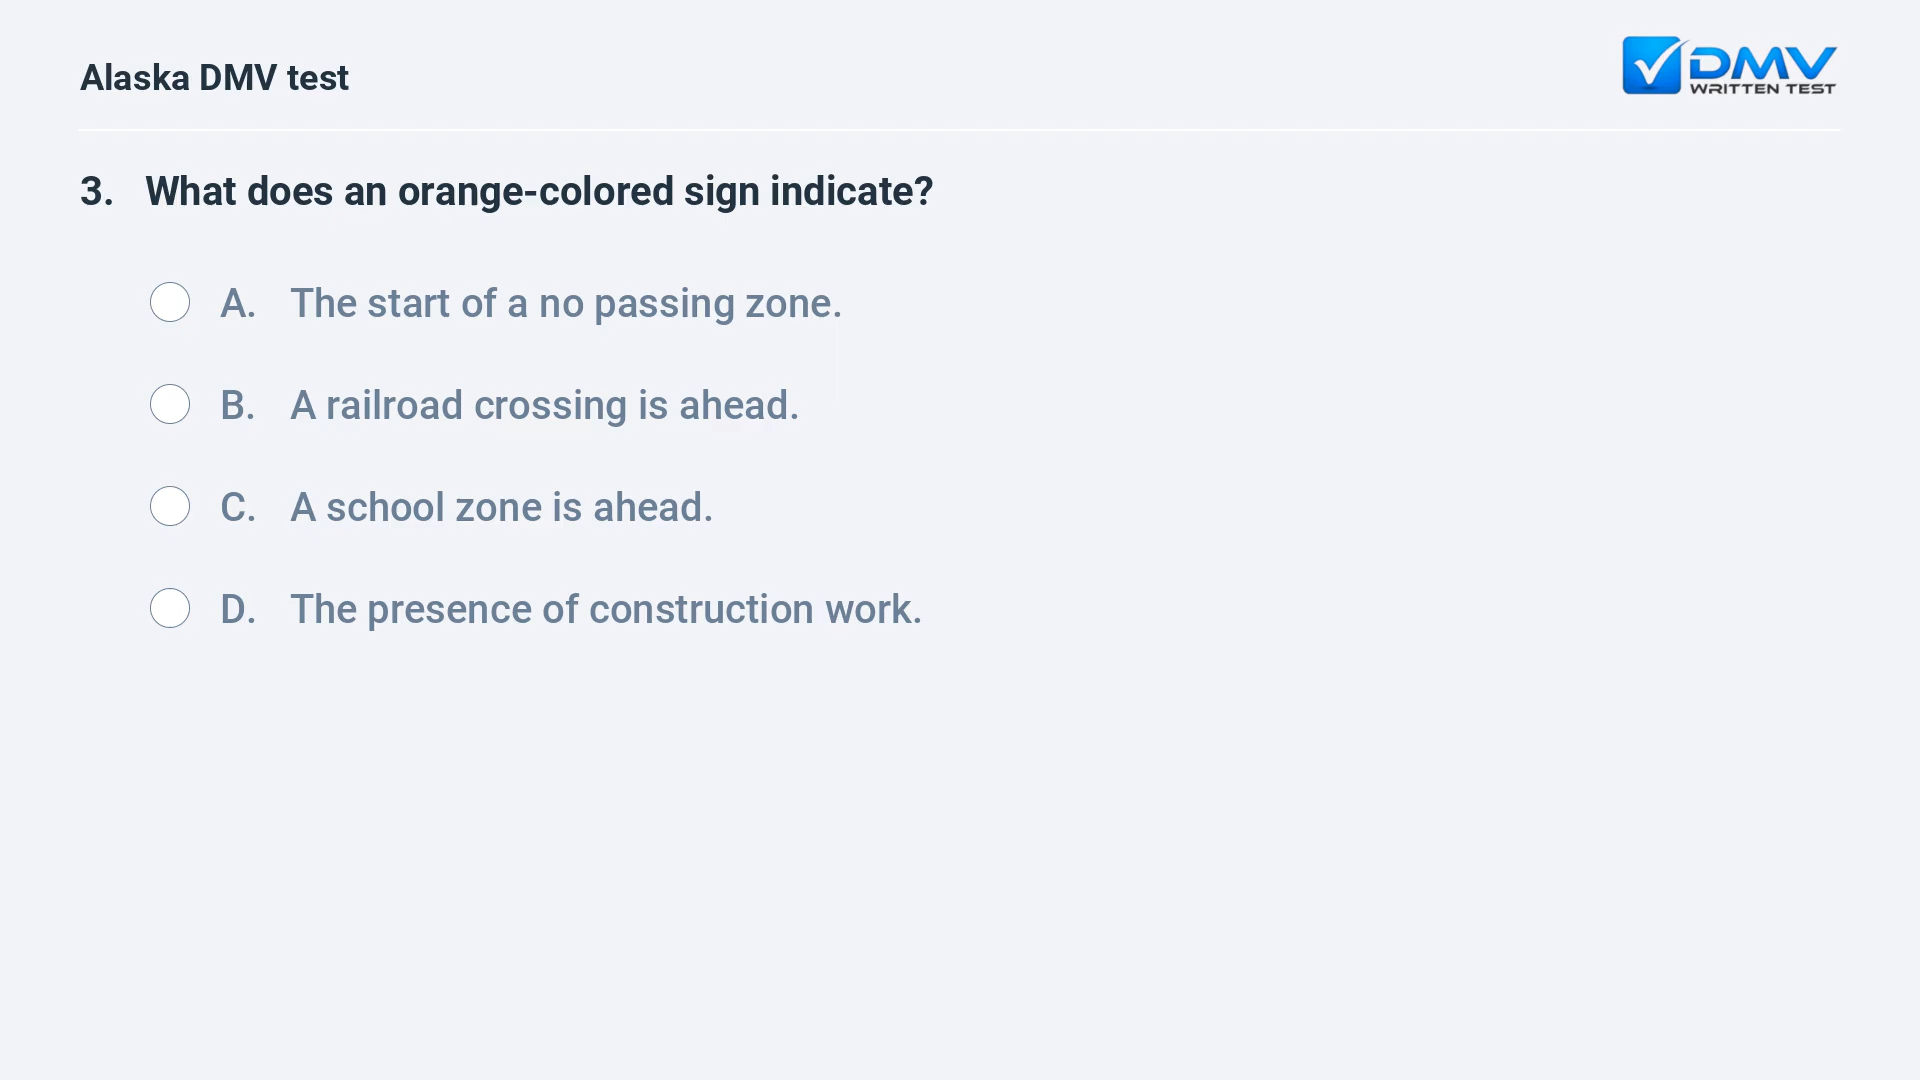 Alaska DMV test
DMV
WRITTEN TEST
3. What does an orange-colored sign indicate?
A. The start of a no passing zone.
B. A railroad crossing is ahead.
C. A school zone is ahead.
D. The presence of construction work.